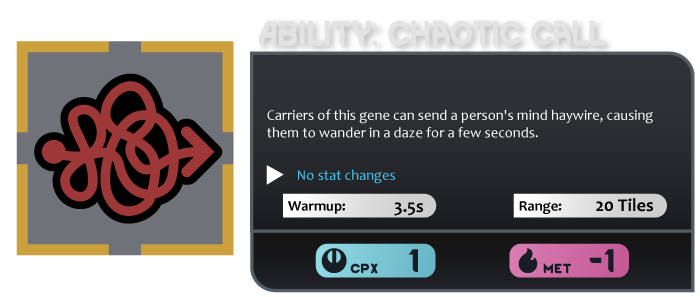 ABILITY: CHAOTIC CALL
Carriers of this gene can send a person's mind haywire, causing
them to wander in a daze for a few seconds.
No stat changes
Warmup: 3.5s Range: 20 Tiles
CPX 1 MET -1